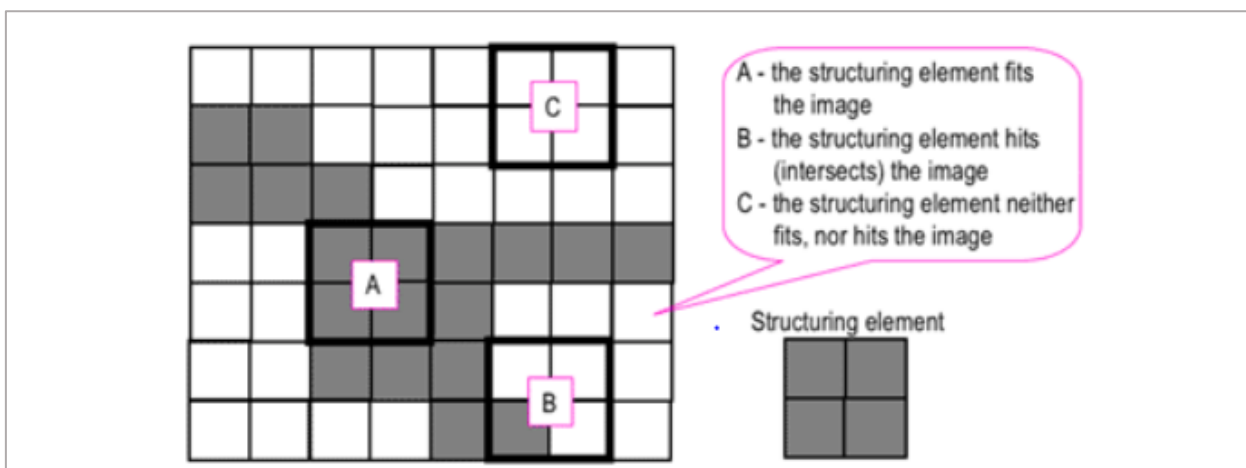 C
A
B
A - the structuring element fits
the image
B - the structuring element hits
(intersects) the image
C - the structuring element neither
fits, nor hits the image
Structuring element